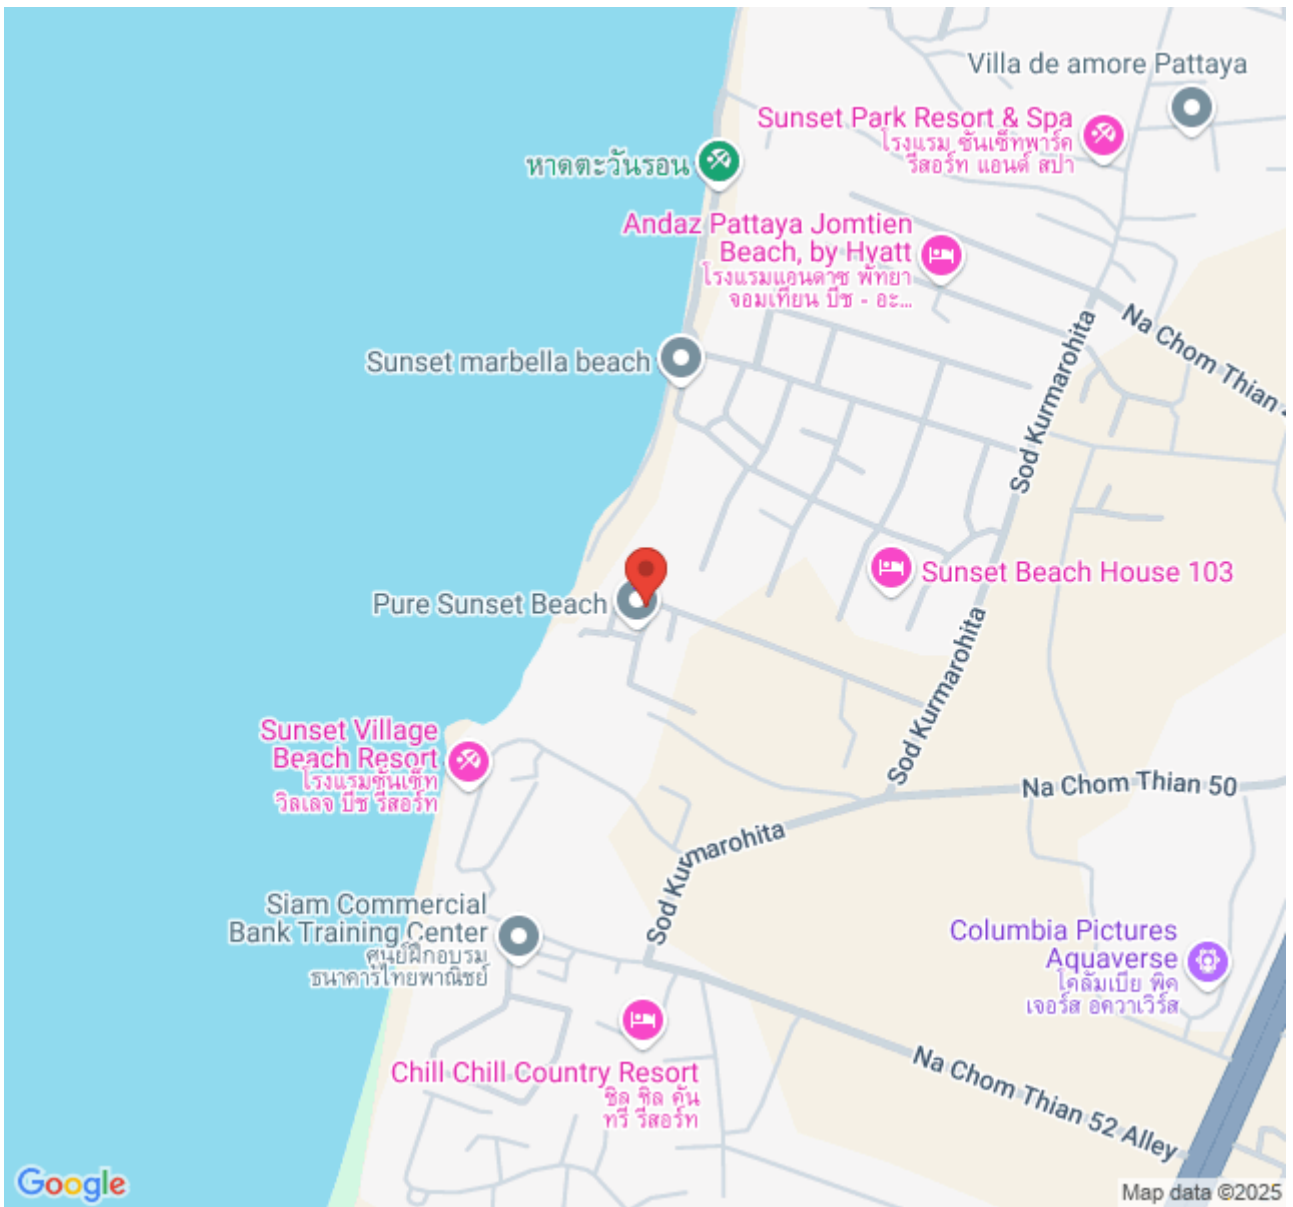 Villa de amore Pattaya
Sunset Park Resort & Spa
โรงแรม ซันเซ็ทพาร์ค
รีสอร์ท แอนด์ สปา
หาดตะวันรอน
Andaz Pattaya Jomtien
Beach, by Hyatt
โรงแรมแอนดาซ พัทยา
จอมเทียน บีช - อะ...
Na Chom Thian
Sod Kurmarohita
Sunset marbella beach
Sunset Beach House 103
Pure Sunset Beach
Sod Kurmarohita
Sunset Village
Beach Resort
โรงแรมซันเซ็ท
วิลเลจ บีช รีสอร์ท
Na Chom Thian 50
Sod Kurmarohita
Siam Commercial
Bank Training Center
ศูนย์ฝึกอบรม
ธนาคารไทยพาณิชย์
Columbia Pictures
Aquaverse
โคลัมเบีย พิค
เจอร์ส อควาเวิร์ส
Chill Chill Country Resort
ชิล ชิล คัน
ทรี รีสอร์ท
Na Chom Thian 52 Alley
Google
Map data ©2025